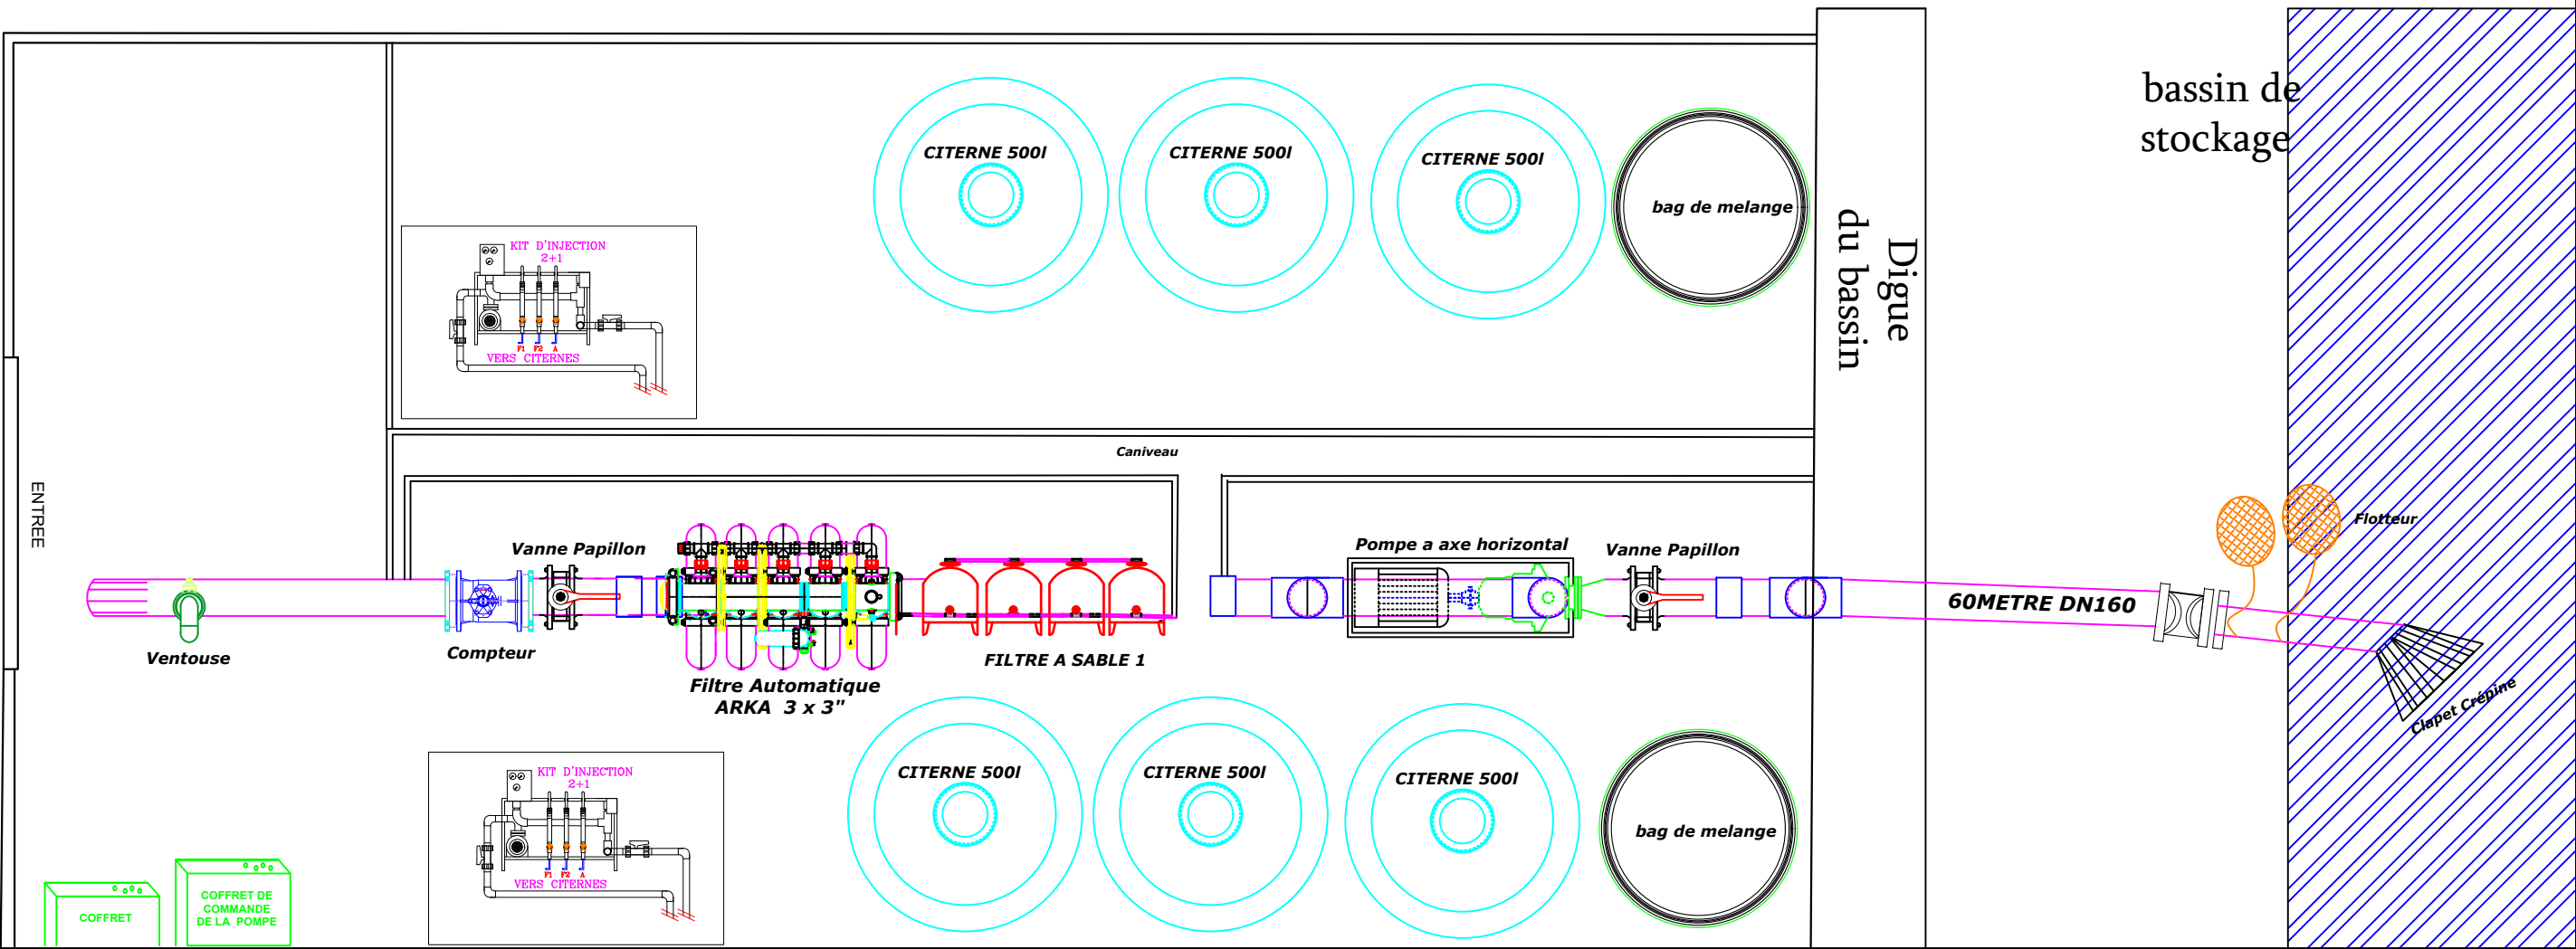 bassin de
stockage
CITERNE 500l
CITERNE 500l
CITERNE 500l
bag de melange
Digue
du bassin
KIT D'INJECTION
2+1
F1 F2 A
VERS CITERNES
Caniveau
ENTREE
Vanne Papillon
Pompe a axe horizontal
Vanne Papillon
Flotteur
60METRE DN160
Ventouse
Compteur
Filtre Automatique
ARKA 3 x 3"
FILTRE A SABLE 1
Clapet Crépine
CITERNE 500l
CITERNE 500l
CITERNE 500l
bag de melange
KIT D'INJECTION
2+1
F1 F2 A
VERS CITERNES
COFFRET
COFFRET DE
COMMANDE
DE LA POMPE